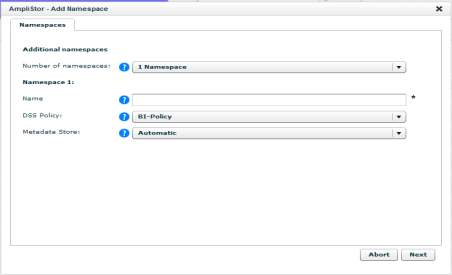 AmpliStor - Add Namespace
Namespaces
Additional namespaces
Number of namespaces: ? 1 Namespace
Namespace 1:
Name ? *
DSS Policy: ? BI-Policy
Metadata Store: ? Automatic
Abort Next